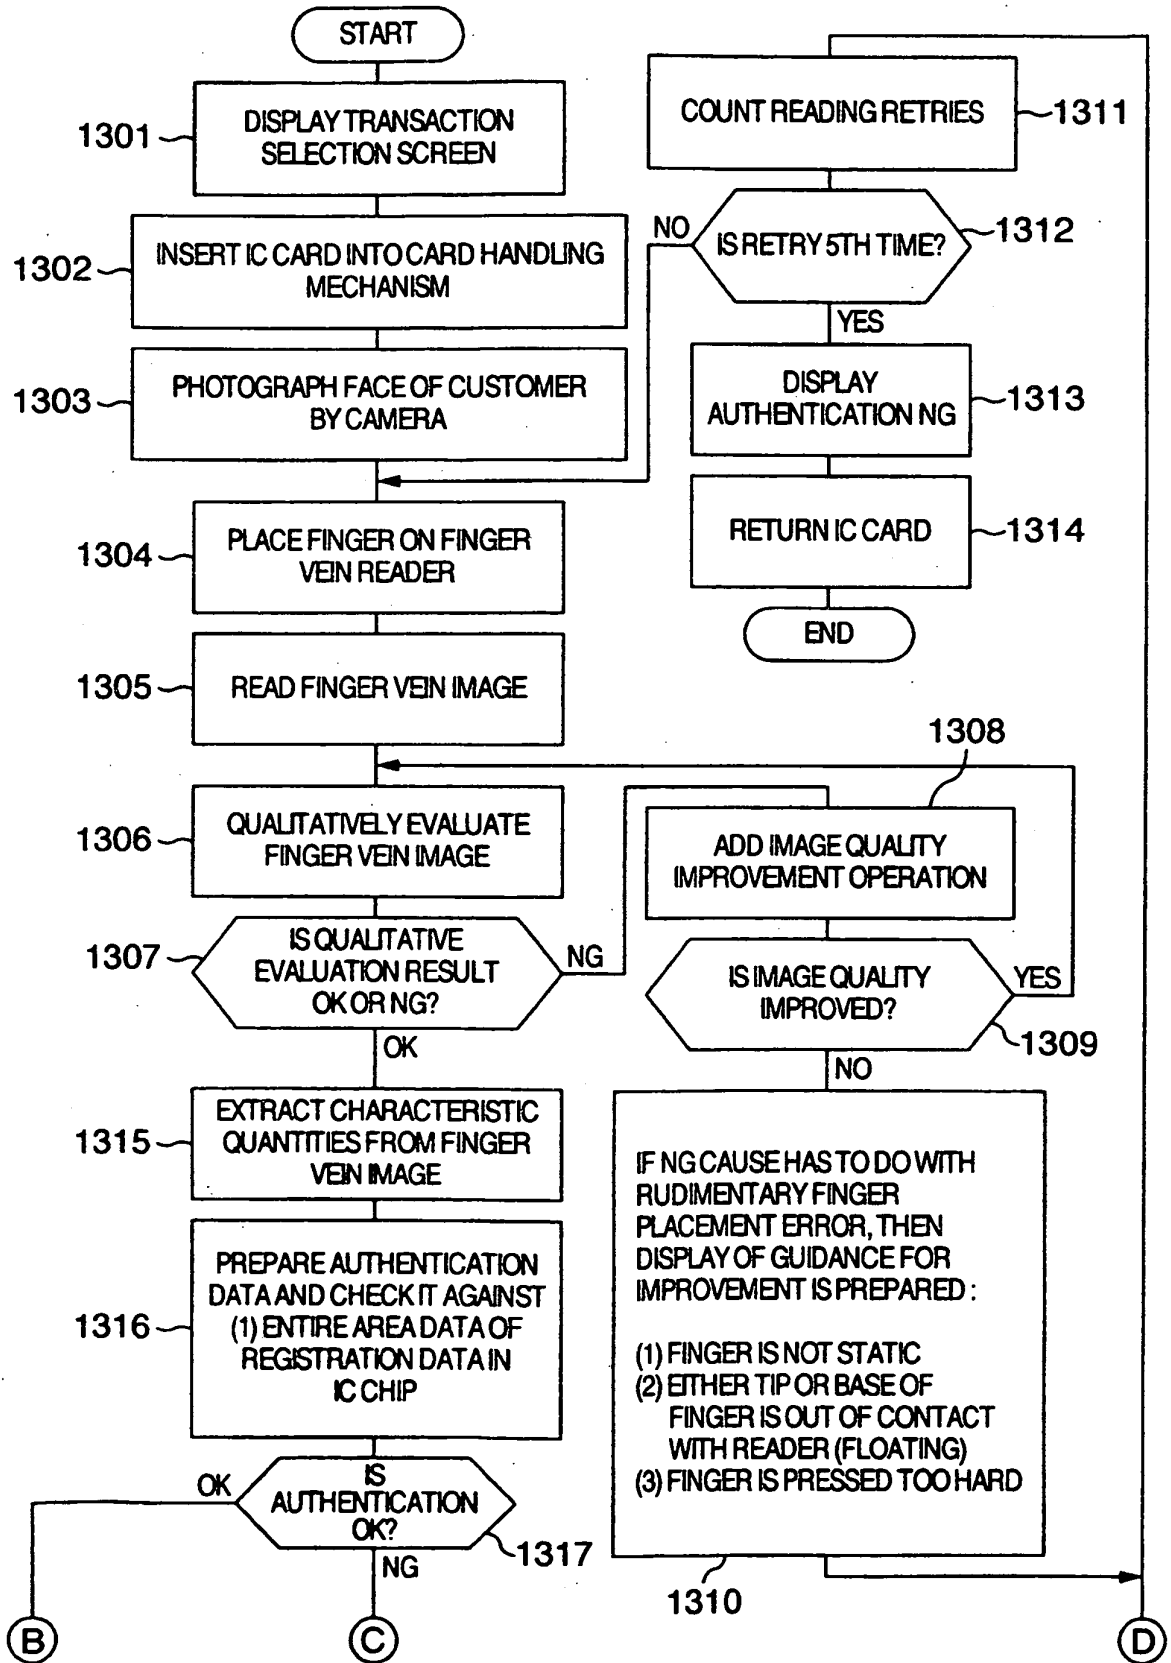 START
1301
DISPLAY TRANSACTION
SELECTION SCREEN
1302
INSERT IC CARD INTO CARD HANDLING
MECHANISM
1303
PHOTOGRAPH FACE OF CUSTOMER
BY CAMERA
1304
PLACE FINGER ON FINGER
VEIN READER
1305
READ FINGER VEIN IMAGE
1306
QUALITATIVELY EVALUATE
FINGER VEIN IMAGE
1307
IS QUALITATIVE
EVALUATION RESULT
OK OR NG?
NG
OK
1315
EXTRACT CHARACTERISTIC
QUANTITIES FROM FINGER
VEIN IMAGE
1316
PREPARE AUTHENTICATION
DATA AND CHECK IT AGAINST
(1) ENTIRE AREA DATA OF
REGISTRATION DATA IN
IC CHIP
OK
IS
AUTHENTICATION
OK?
1317
NG
B
C
COUNT READING RETRIES
1311
NO
IS RETRY 5TH TIME?
1312
YES
DISPLAY
AUTHENTICATION NG
1313
RETURN IC CARD
1314
END
1308
ADD IMAGE QUALITY
IMPROVEMENT OPERATION
IS IMAGE QUALITY
IMPROVED?
YES
1309
NO
IF NG CAUSE HAS TO DO WITH
RUDIMENTARY FINGER
PLACEMENT ERROR, THEN
DISPLAY OF GUIDANCE FOR
IMPROVEMENT IS PREPARED :
(1) FINGER IS NOT STATIC
(2) EITHER TIP OR BASE OF
FINGER IS OUT OF CONTACT
WITH READER (FLOATING)
(3) FINGER IS PRESSED TOO HARD
1310
D